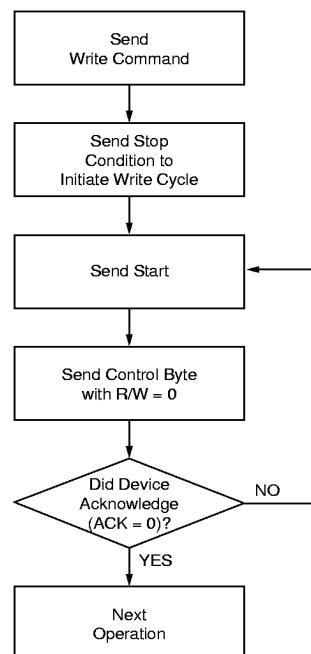 Send
Write Command
Send Stop
Condition to
Initiate Write Cycle
Send Start
Send Control Byte
with R/W = 0
Did Device
Acknowledge
(ACK = 0)?
NO
YES
Next
Operation